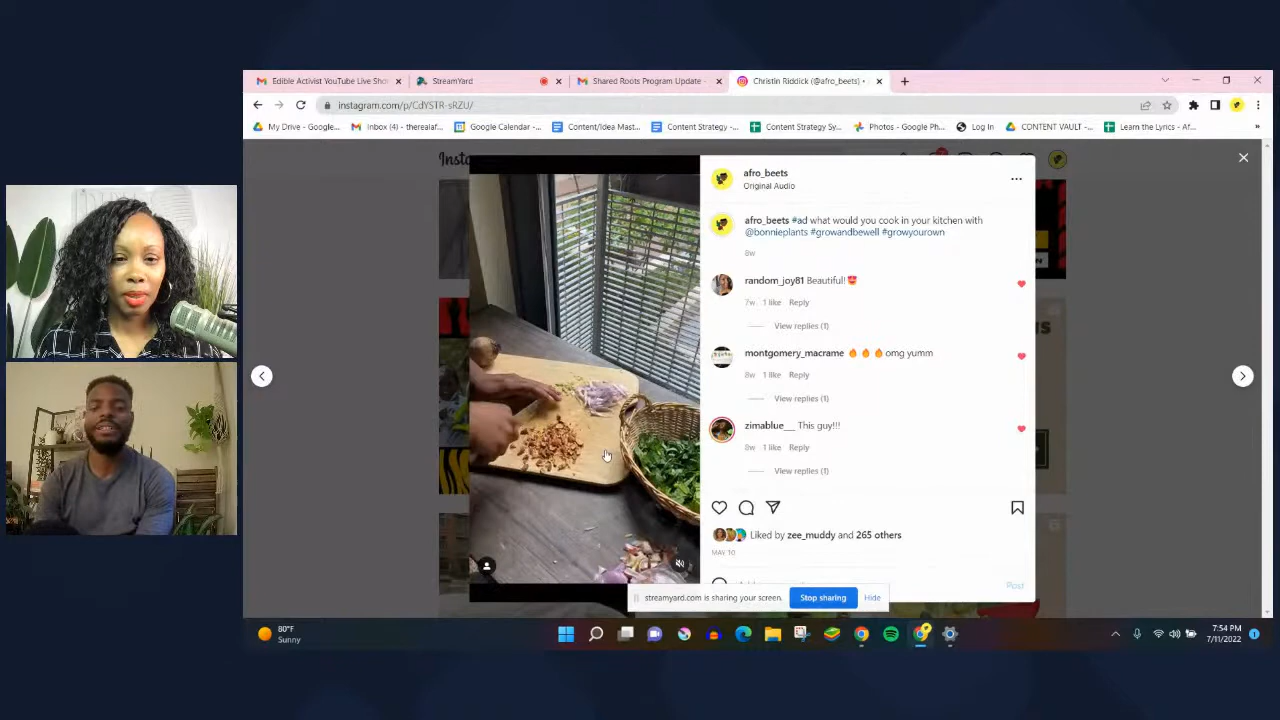 Edible Activist YouTube Live Sho
StreamYard
Shared Roots Program Update -
Christin Riddick (@afro_beets) •
instagram.com/p/CdYSTR-sRZU/
My Drive - Google...
Inbox (4) - therealaf...
Google Calendar -...
Content/Idea Mast...
Content Strategy -...
Content Strategy Sy...
Photos - Google Ph...
Log In
CONTENT VAULT -...
Learn the Lyrics - Af...
Insta
afro_beets
Original Audio
afro_beets #ad what would you cook in your kitchen with
@bonnieplants #growandbewell #growyourown
8w
random_joy81 Beautiful!😍
7w 1 like Reply
View replies (1)
montgomery_macrame 🔥🔥🔥omg yumm
8w 1 like Reply
View replies (1)
zimablue__ This guy!!!
8w 1 like Reply
View replies (1)
Liked by zee_muddy and 265 others
MAY 10
Post
streamyard.com is sharing your screen.
Stop sharing
Hide
80°F
Sunny
7:54 PM
7/11/2022
1